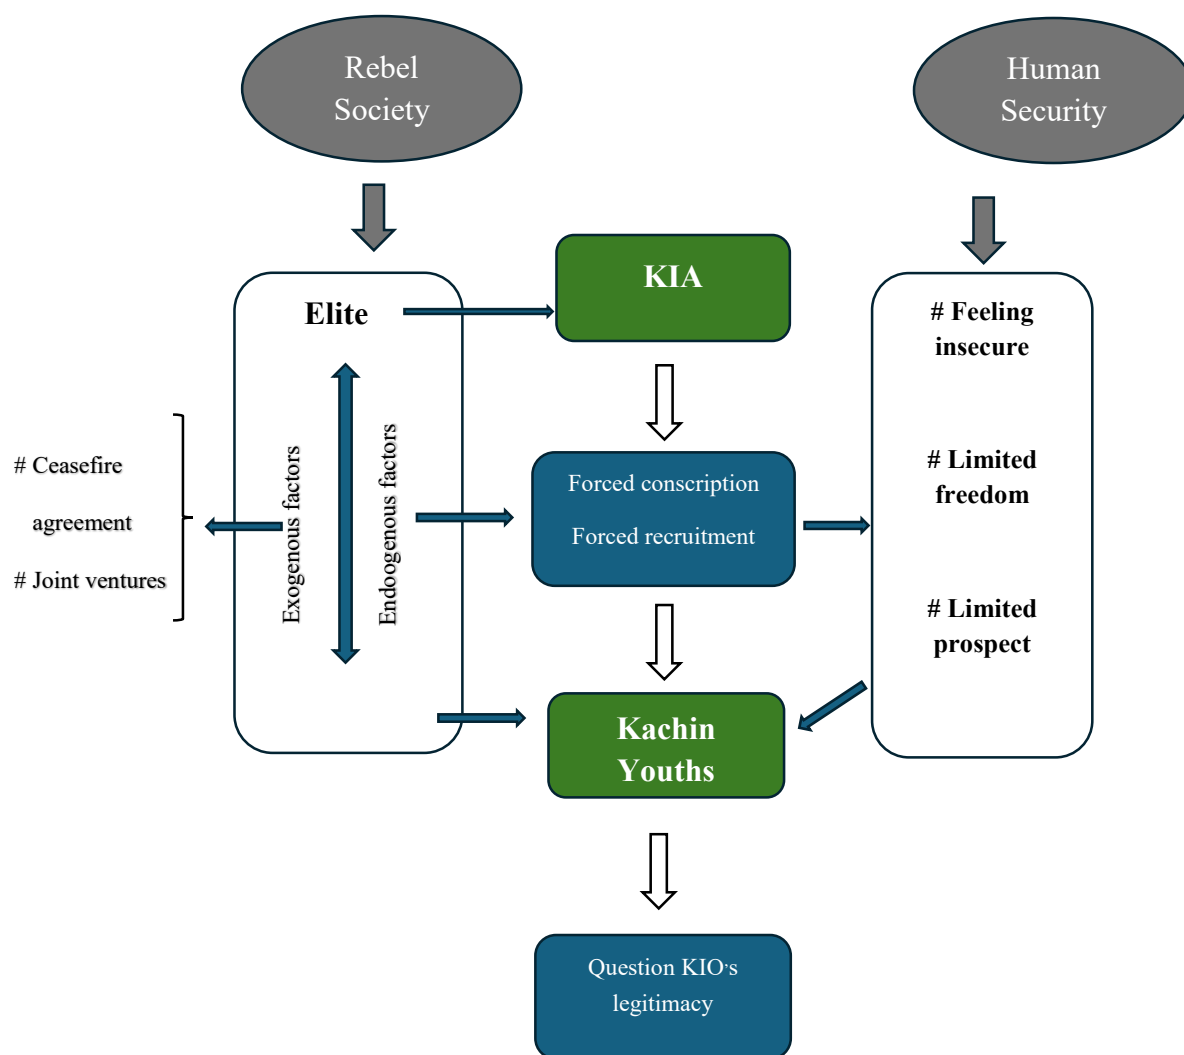 Rebel
Society
Human
Security
KIA
Elite
# Feeling
insecure
# Ceasefire
agreement
# Joint ventures
Exogenous factors
Endoogenous factors
Forced conscription
Forced recruitment
# Limited
freedom
# Limited
prospect
Kachin
Youths
Question KIO's
legitimacy